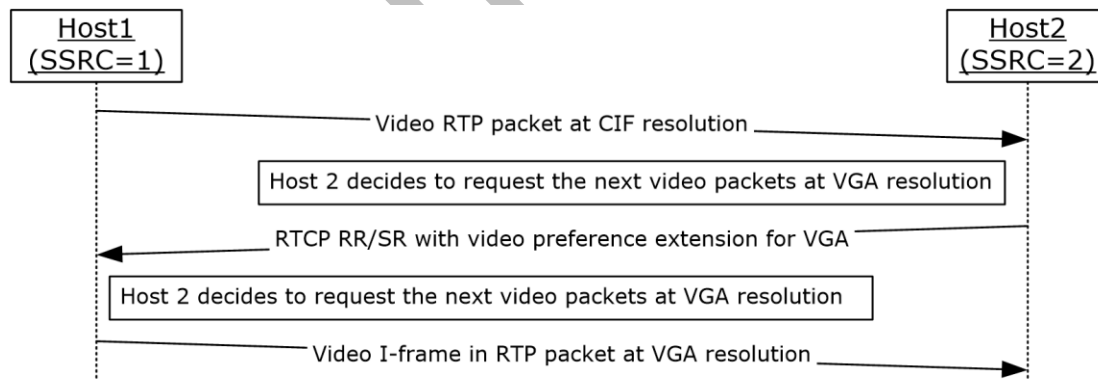 Host1
(SSRC=1)
Host2
(SSRC=2)
Video RTP packet at CIF resolution
Host 2 decides to request the next video packets at VGA resolution
RTCP RR/SR with video preference extension for VGA
Host 2 decides to request the next video packets at VGA resolution
Video I-frame in RTP packet at VGA resolution